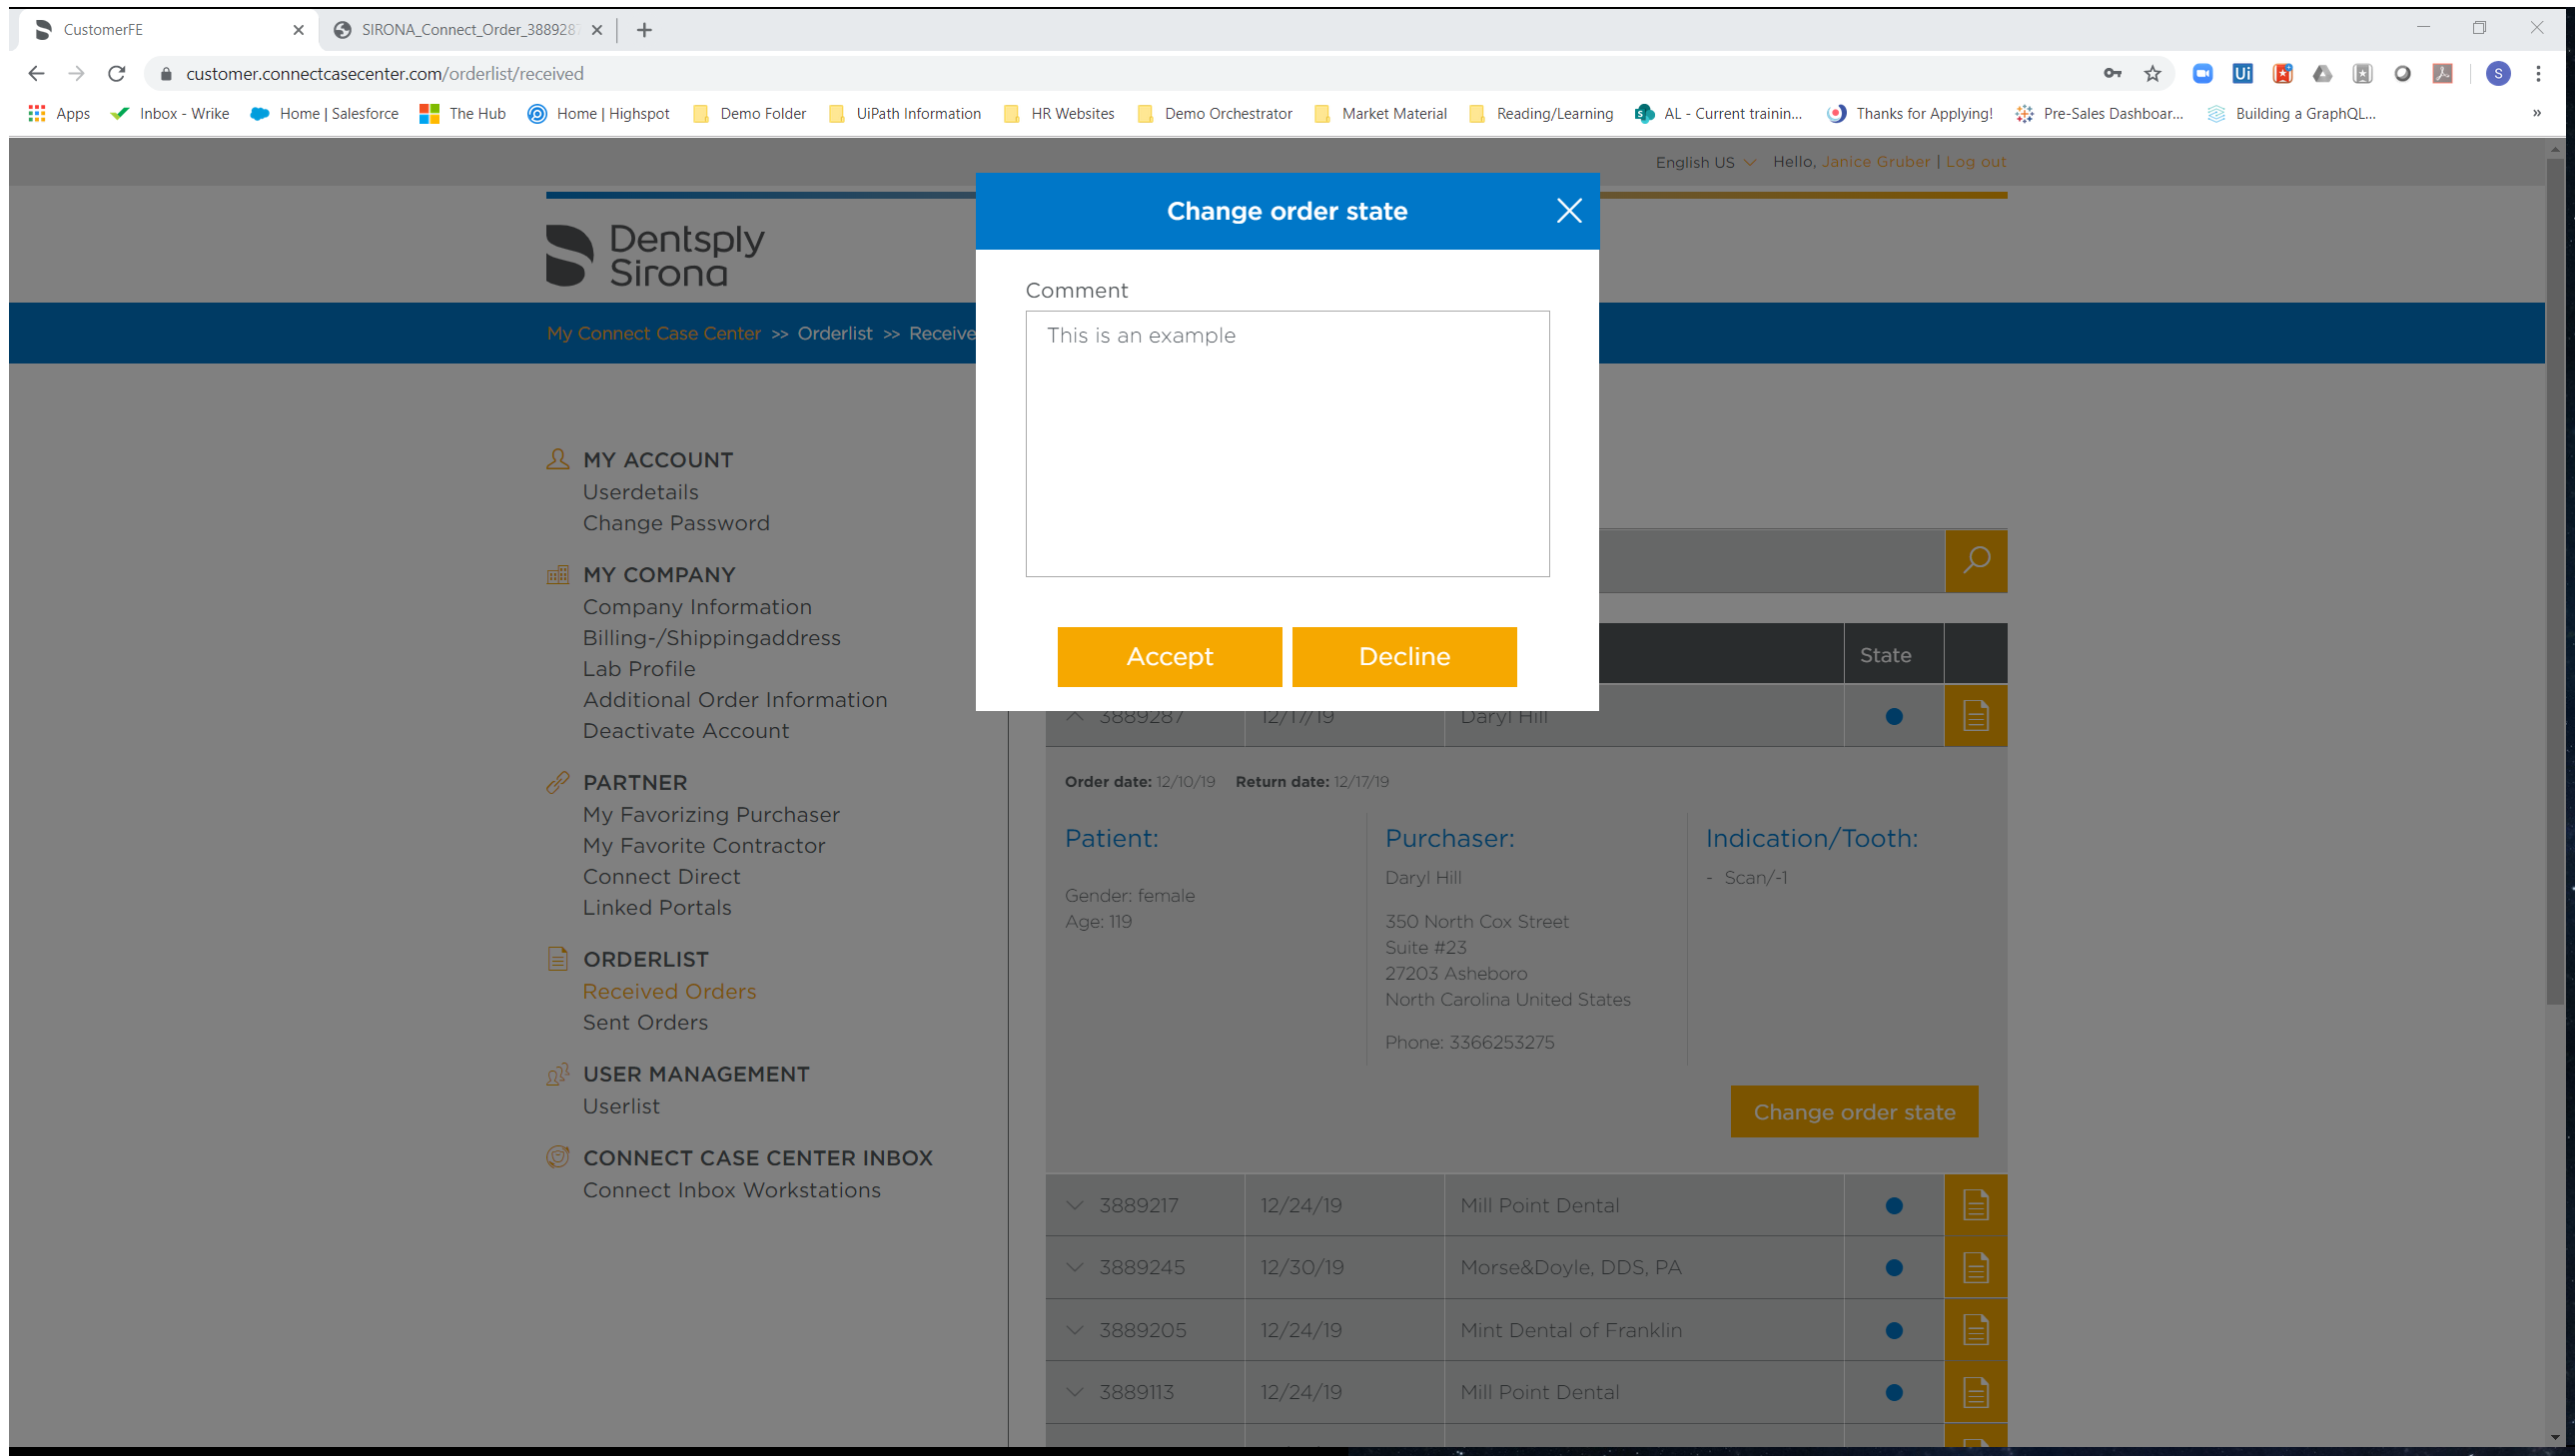 CustomerFE
SIRONA_Connect_Order_3889287
customer.connectcasecenter.com/orderlist/received
Ui
S
Apps
Inbox - Wrike
Home | Salesforce
The Hub
Home | Highspot
Demo Folder
UiPath Information
HR Websites
Demo Orchestrator
Market Material
Reading/Learning
AL - Current trainin...
Thanks for Applying!
Pre-Sales Dashboar...
Building a GraphQL...
»
English US
Hello, Janice Gruber | Log out
Dentsply
Sirona
My Connect Case Center >> Orderlist >> Receive
Change order state
Comment
This is an example
Accept
Decline
MY ACCOUNT
Userdetails
Change Password
MY COMPANY
Company Information
Billing-/Shippingaddress
Lab Profile
Additional Order Information
Deactivate Account
PARTNER
My Favorizing Purchaser
My Favorite Contractor
Connect Direct
Linked Portals
ORDERLIST
Received Orders
Sent Orders
USER MANAGEMENT
Userlist
CONNECT CASE CENTER INBOX
Connect Inbox Workstations
State
3889287 12/17/19 Daryl Hill
Order date: 12/10/19 Return date: 12/17/19
Patient:
Gender: female
Age: 119
Purchaser:
Daryl Hill
350 North Cox Street
Suite #23
27203 Asheboro
North Carolina United States
Phone: 3366253275
Indication/Tooth:
- Scan/-1
Change order state
3889217 12/24/19 Mill Point Dental
3889245 12/30/19 Morse&Doyle, DDS, PA
3889205 12/24/19 Mint Dental of Franklin
3889113 12/24/19 Mill Point Dental